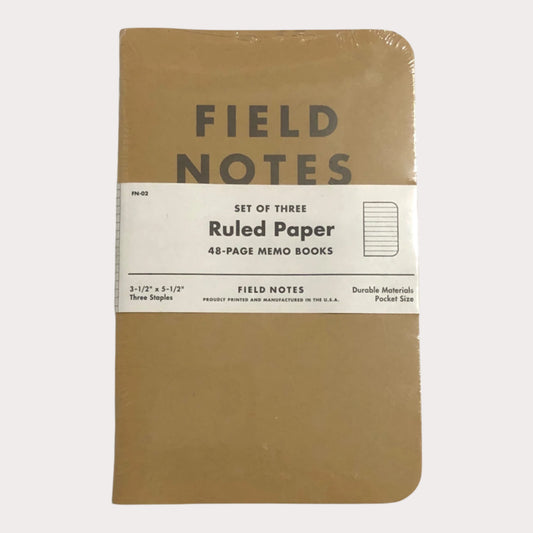 FIELD
NOTES
FN-02
SET OF THREE
Ruled Paper
48-PAGE MEMO BOOKS
3-1/2" x 5-1/2"
Three Staples
FIELD NOTES
PROUDLY PRINTED AND MANUFACTURED IN THE U.S.A.
Durable Materials
Pocket Size